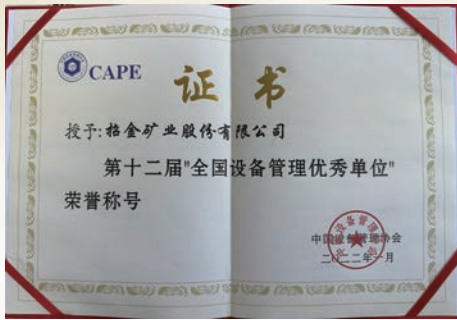 CAPE
证书
授予:招金矿业股份有限公司
第十二届"全国设备管理优秀单位"
荣誉称号
中国设备管理协会
二〇二二年一月